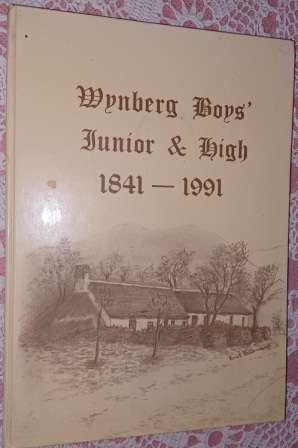 Wynberg Boys'
Junior & High
1841 — 1991